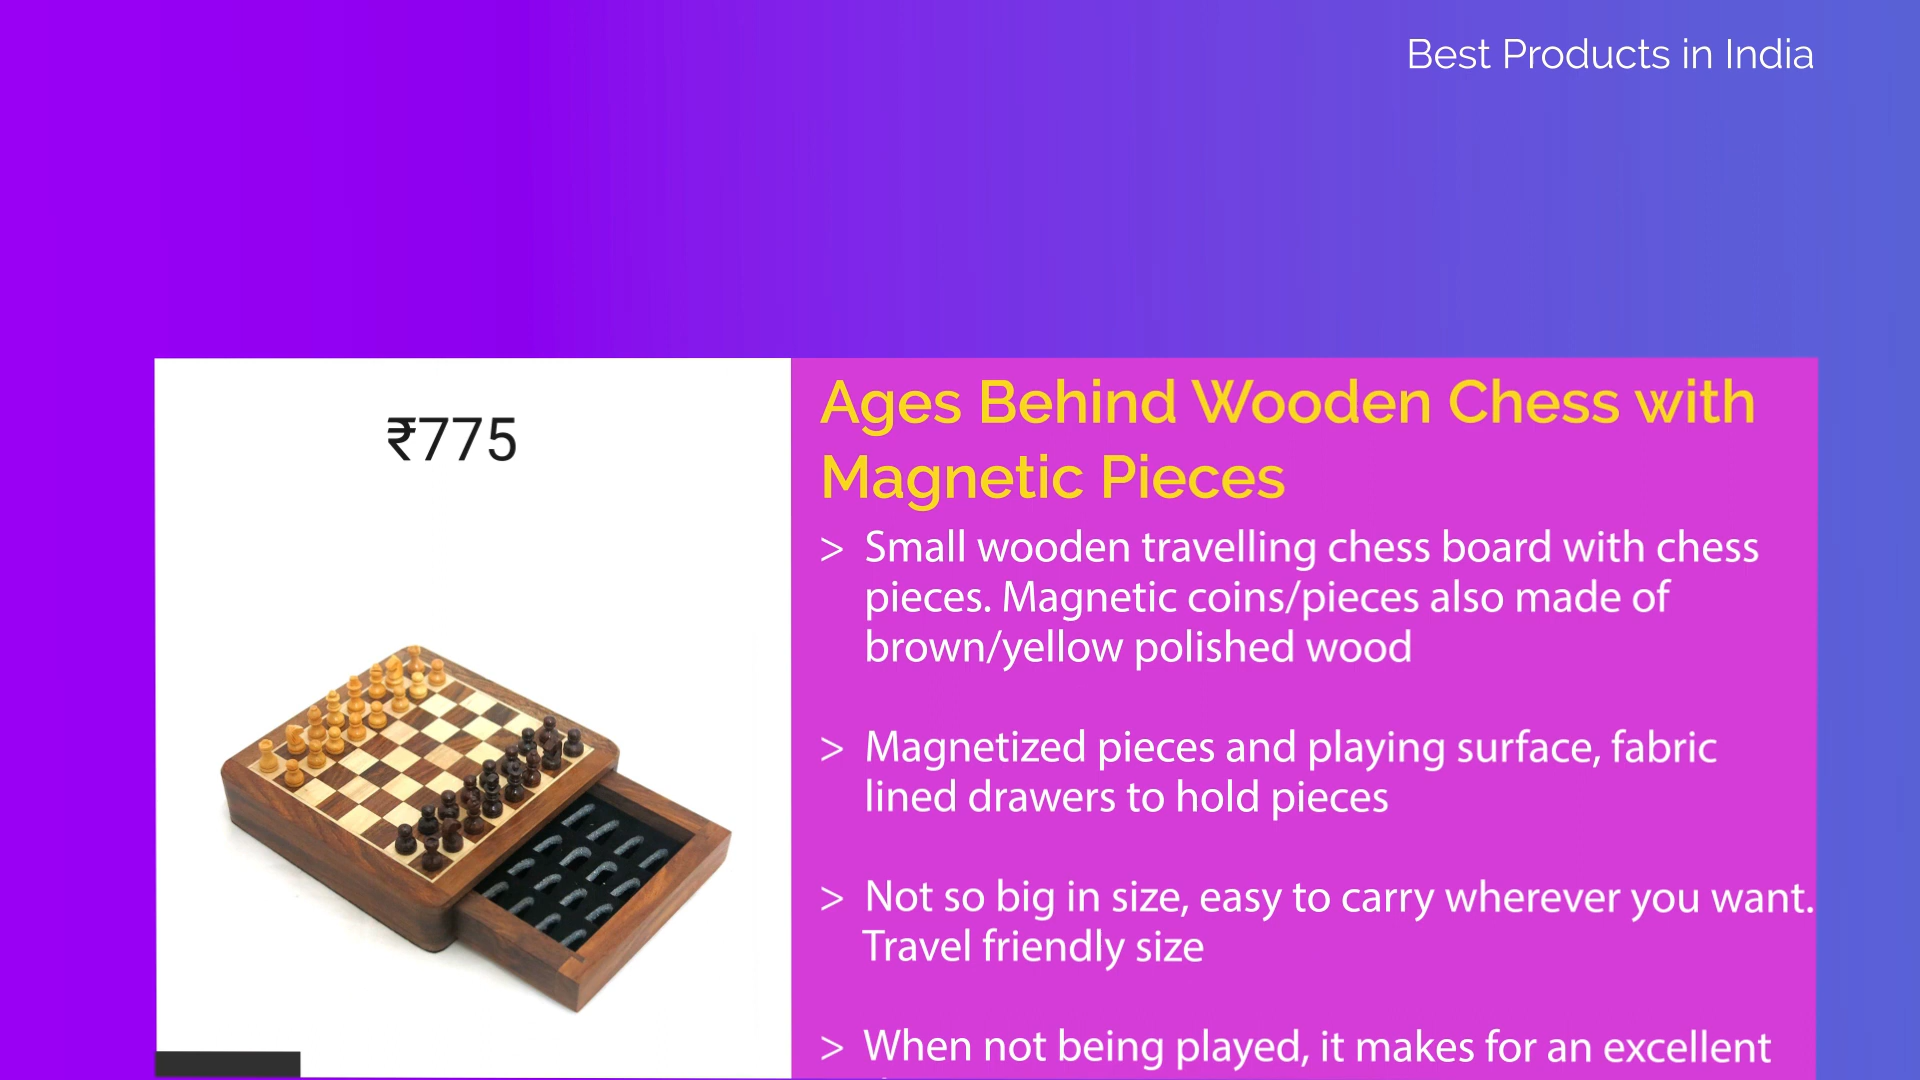 Best Products in India
₹775
Ages Behind Wooden Chess with
Magnetic Pieces
> Small wooden travelling chess board with chess
pieces. Magnetic coins/pieces also made of
brown/yellow polished wood
> Magnetized pieces and playing surface, fabric
lined drawers to hold pieces
> Not so big in size, easy to carry wherever you want.
Travel friendly size
> When not being played, it makes for an excellent